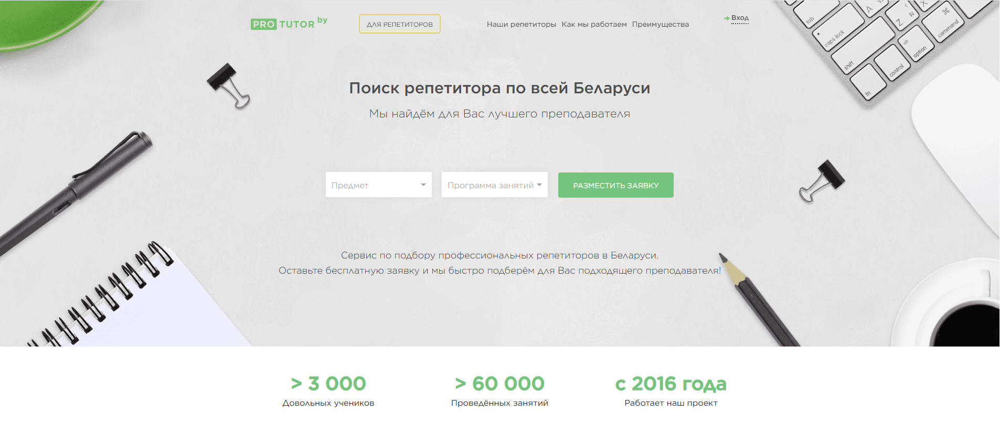 PRO TUTOR by
ДЛЯ РЕПЕТИТОРОВ
Наши репетиторы Как мы работаем Преимущества
Вход
Поиск репетитора по всей Беларуси
Мы найдём для Вас лучшего преподавателя
Предмет
Программа занятий
РАЗМЕСТИТЬ ЗАЯВКУ
Сервис по подбору профессиональных репетиторов в Беларуси.
Оставьте бесплатную заявку и мы быстро подберём для Вас подходящего преподавателя!
> 3 000
Довольных учеников
> 60 000
Проведённых занятий
с 2016 года
Работает наш проект
tab
caps lock
shift
fn
control
alt
option
⌘
command
A
Z
X